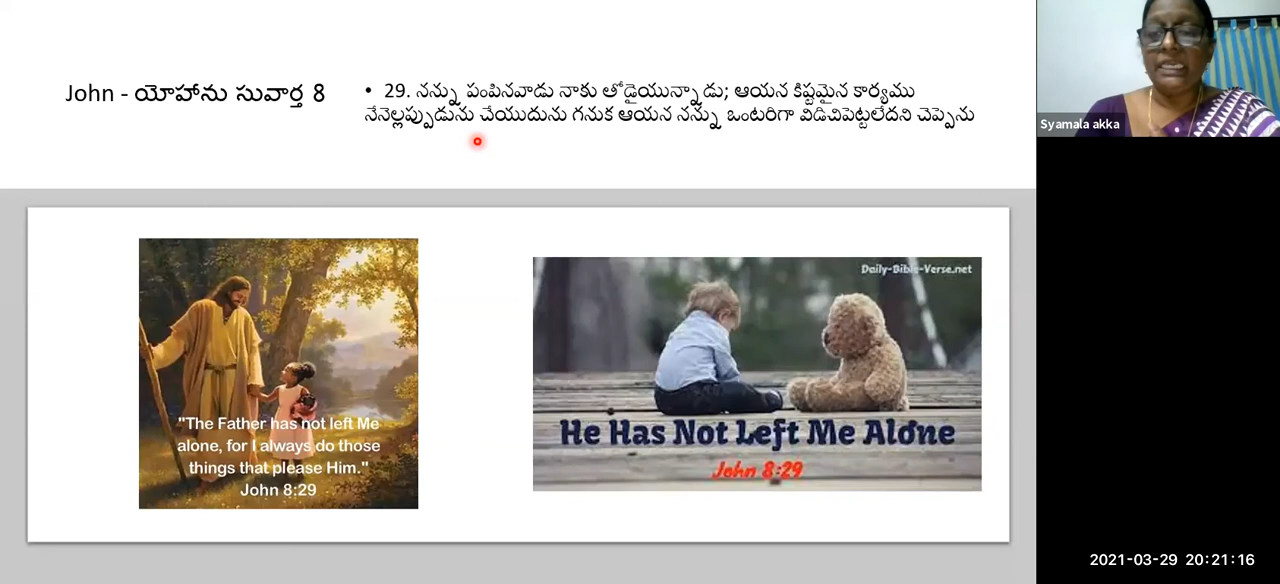 John - యోహాను సువార్త 8
• 29. నన్ను పంపినవాడు నాకు తోడైయున్నాడు; ఆయన కిష్టమైన కార్యము
నేనెల్లప్పుడును చేయుదును గనుక ఆయన నన్ను ఒంటరిగా విడిచిపెట్టలేదని చెప్పెను
Syamala akka
Daily-Bible-Verse.net
"The Father has not left Me
alone, for I always do those
things that please Him."
John 8:29
He Has Not Left Me Alone
John 8:29
2021-03-29 20:21:16